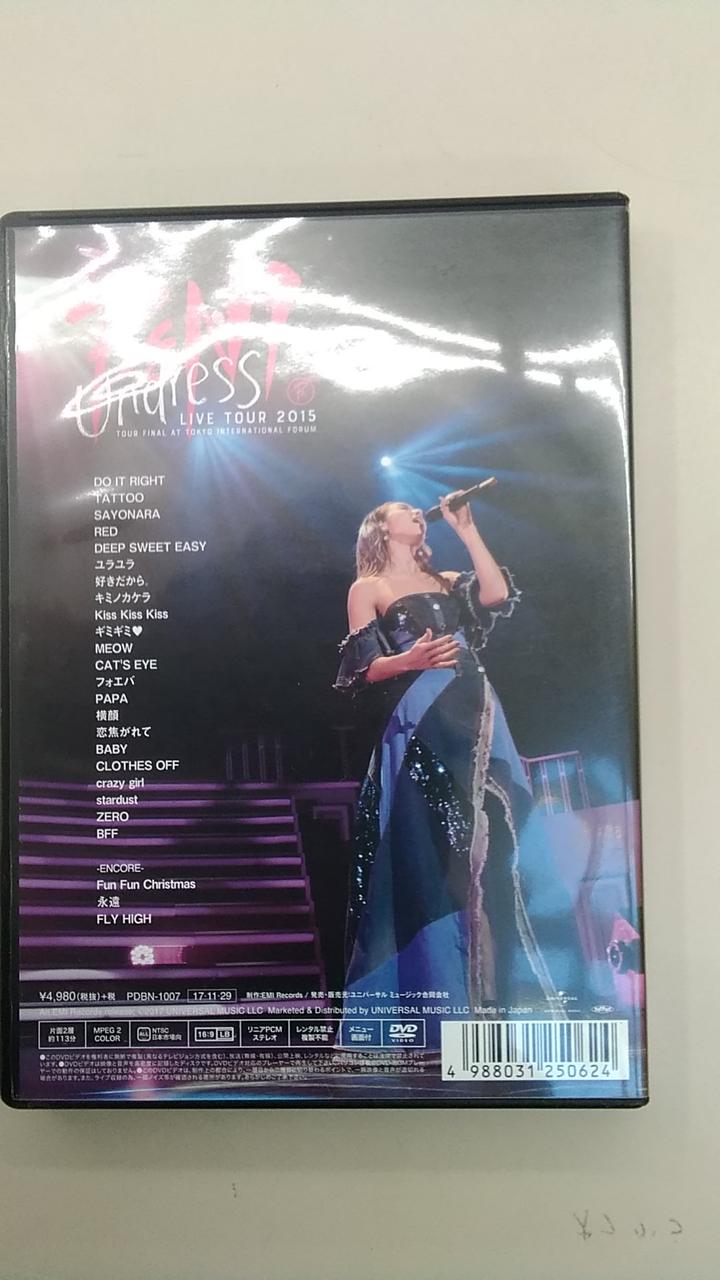 Undress
LIVE TOUR 2015
TOUR FINAL AT TOKYO INTERNATIONAL FORUM
DO IT RIGHT
TATTOO
SAYONARA
RED
DEEP SWEET EASY
ユラユラ
好きだから。
キミノカケラ
Kiss Kiss Kiss
ギミギミ♥
MEOW
CAT'S EYE
フォエバ
PAPA
横顔
恋焦がれて
BABY
CLOTHES OFF
crazy girl
stardust
ZERO
BFF
-ENCORE-
Fun Fun Christmas
永遠
FLY HIGH
¥4,980(税抜)+税 PDBN-1007 17·11·29 制作:EMI Records / 発売・販売元:ユニバーサル ミュージック合同会社
An EMI Records release, 2017 UNIVERSAL MUSIC LLC Marketed & Distributed by UNIVERSAL MUSIC LLC Made in Japan
片面2層 約113分 MPEG 2 COLOR ALL NTSC 日本市場向 16:9 LB リニアPCM ステレオ レンタル禁止 複製不能 メニュー 画面付 DVD VIDEO
4 988031 250624